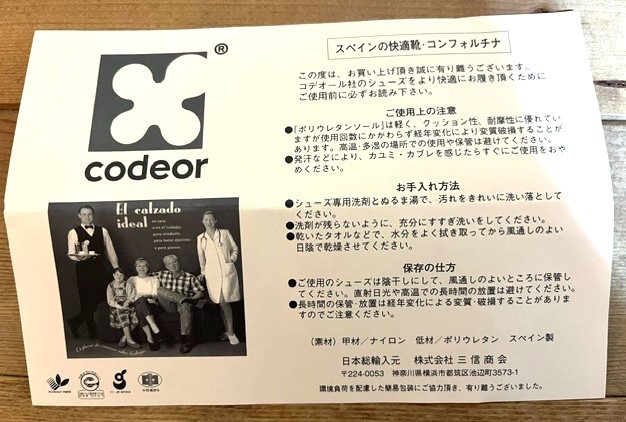 ®
codeor
El calzado
ideal
スペインの快適靴・コンフォルチナ
この度は、お買い上げ頂き誠に有り難うございます。
コデオール社のシューズをより快適にお履き頂くために
ご使用前に必ずお読み下さい。
ご使用上の注意
●「ポリウレタンソール」は軽く、クッション性、耐摩性に優れてい
ますが使用回数にかかわらず経年変化により変質破損することが
あります。高温・多湿の場所での使用や保管は避けてください。
●発汗などにより、カユミ・カブレを感じたらすぐにご使用をおや
めください。
お手入れ方法
●シューズ専用洗剤とぬるま湯で、汚れをきれいに洗い落として
ください。
●洗剤が残らないように、充分にすすぎ洗いをしてください。
●乾いたタオルなどで、水分をよく拭き取ってから風通しのよい
日陰で乾燥させてください。
保存の仕方
●ご使用のシューズは陰干しにして、風通しのよいところに保管し
てください。直射日光や高温での長時間の放置は避けてください。
●長時間の保管・放置は経年変化による変質・破損することがありま
すのでご注意ください。
（素材）甲材／ナイロン 低材／ポリウレタン スペイン製
日本総輸入元 株式会社 三信商会
〒224-0053 神奈川県横浜市都筑区池辺町3573-1
環境負荷を配慮した簡易包装にご協力頂き、有り難うございました。